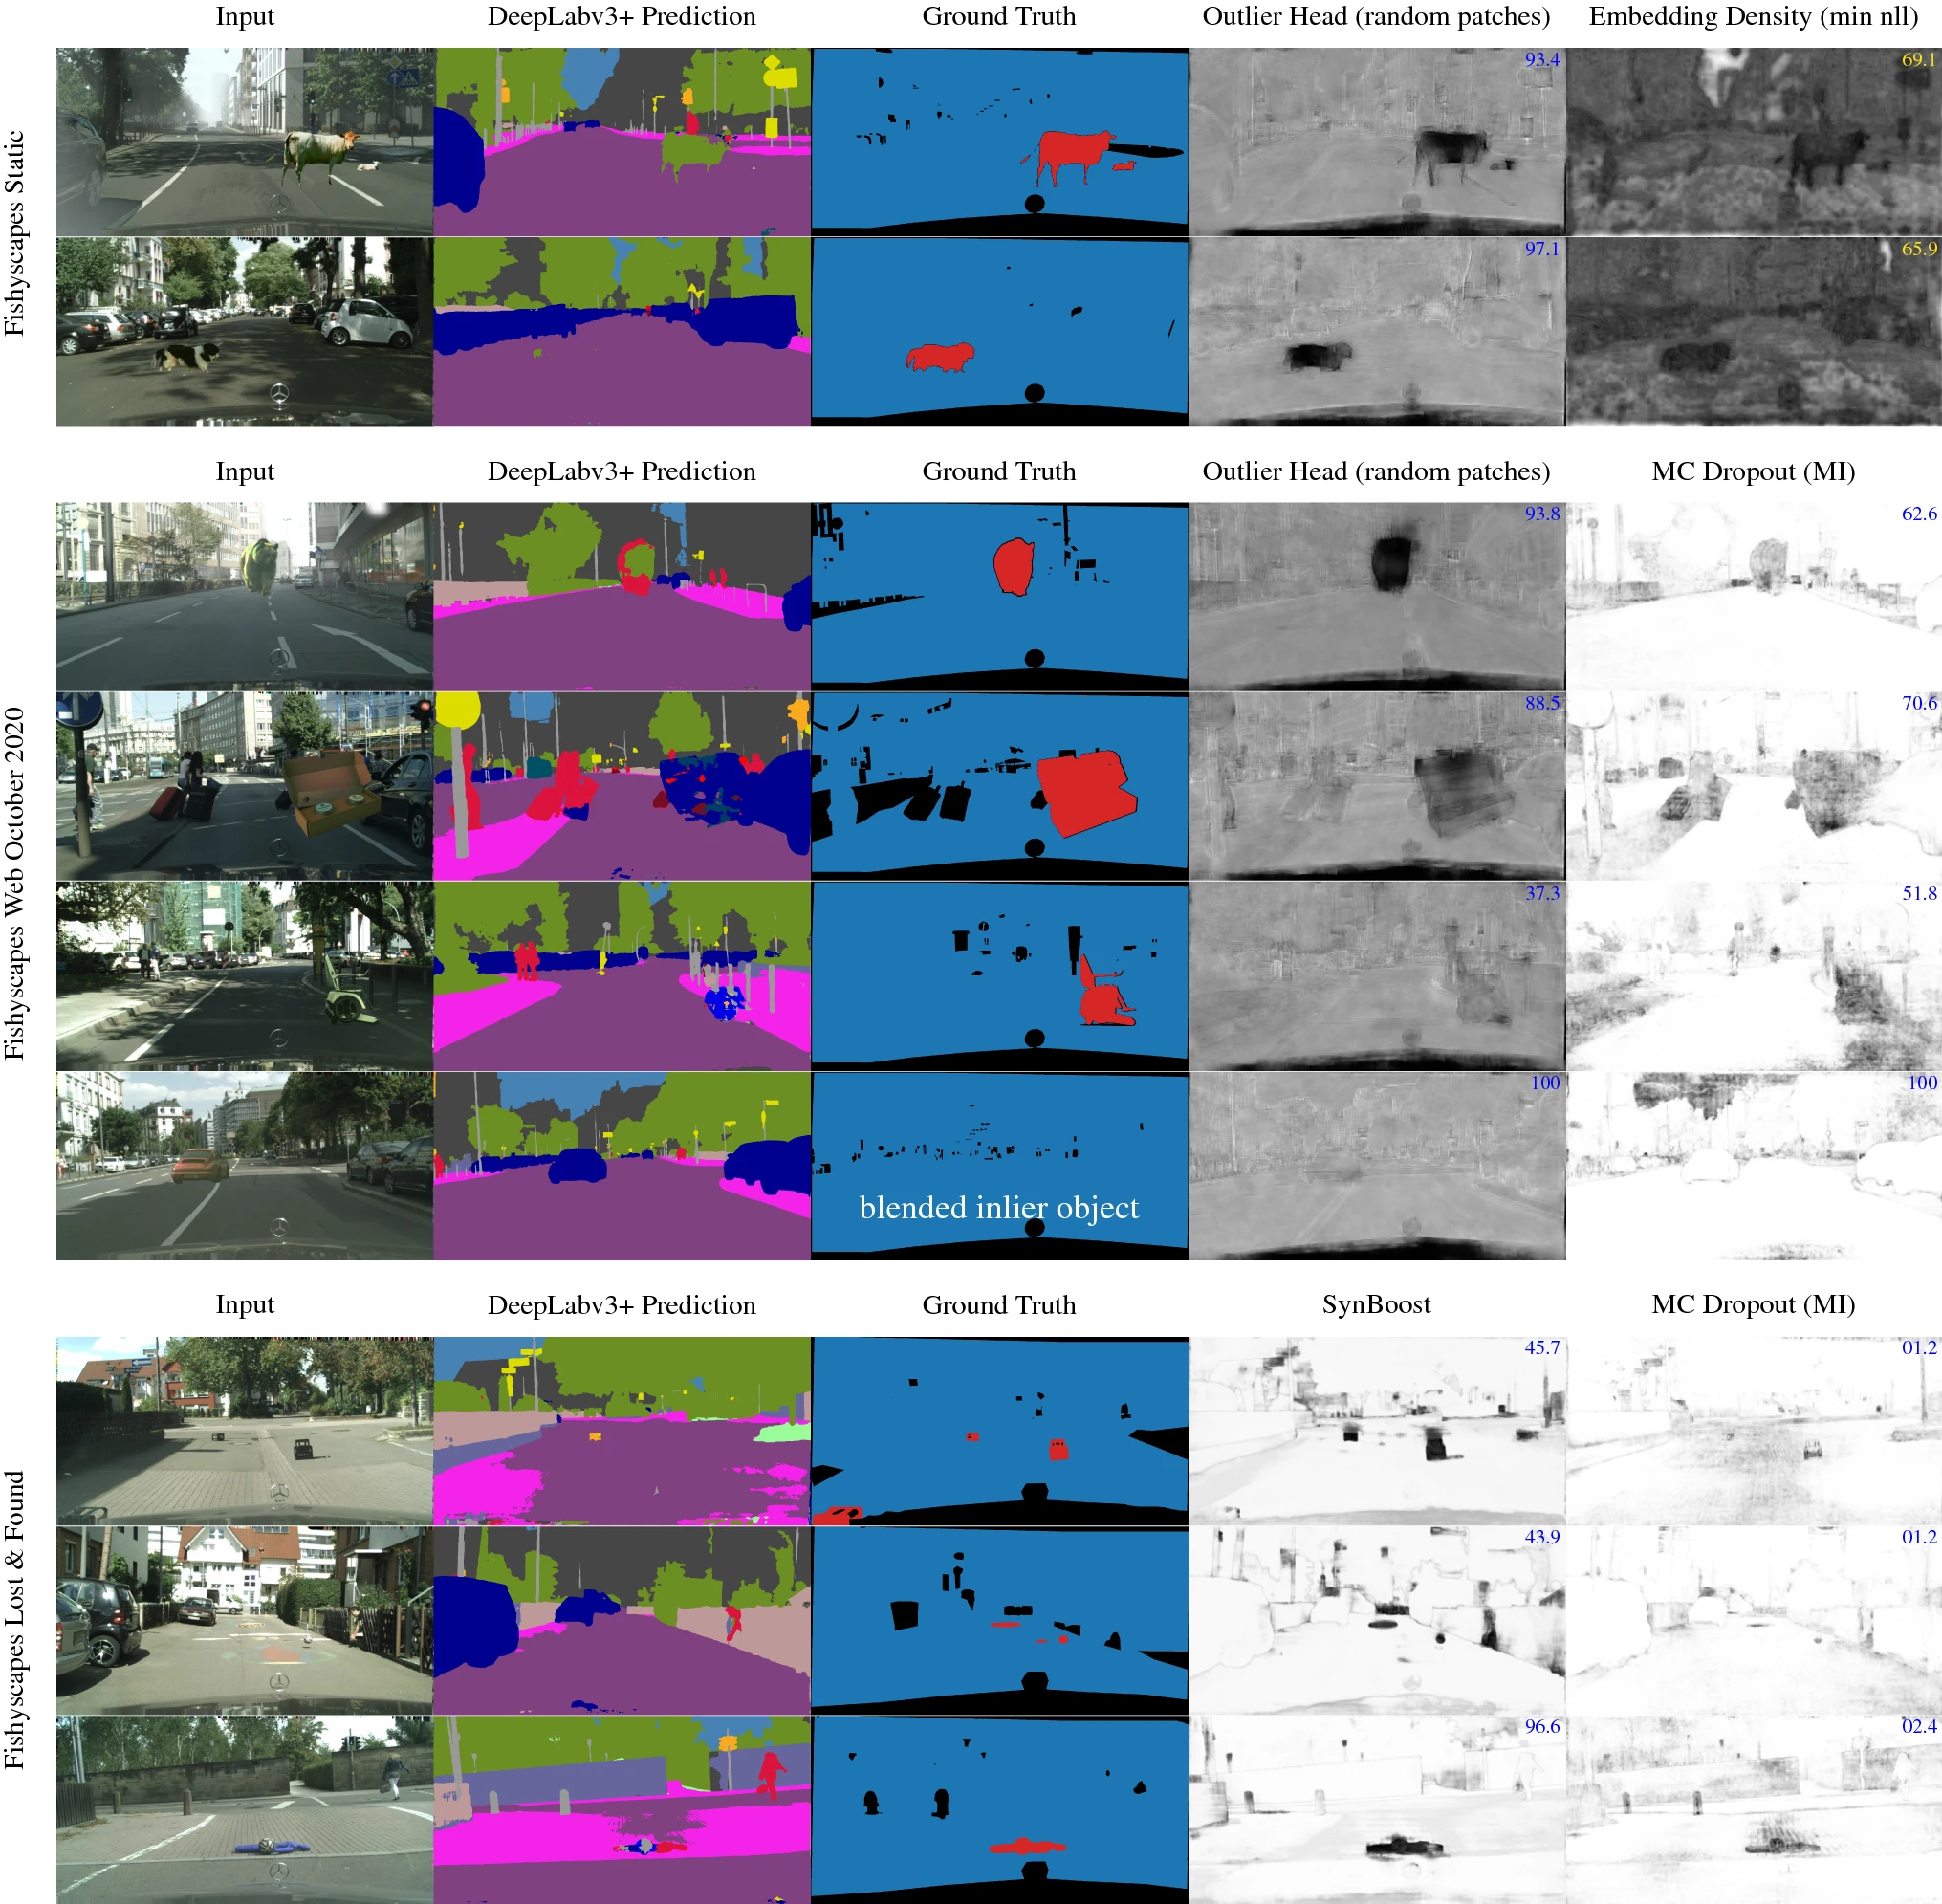 Input DeepLabv3+ Prediction Ground Truth Outlier Head (random patches) Embedding Density (min nll)
Fishyscapes Static
93.4 69.1
97.1 65.9
Input DeepLabv3+ Prediction Ground Truth Outlier Head (random patches) MC Dropout (MI)
Fishyscapes Web October 2020
93.8 62.6
88.5 70.6
37.3 51.8
100 100
blended inlier object
Input DeepLabv3+ Prediction Ground Truth SynBoost MC Dropout (MI)
Fishyscapes Lost & Found
45.7 01.2
43.9 01.2
96.6 02.4